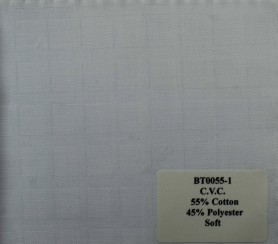 BT0055-1
C.V.C.
55% Cotton
45% Polyester
Soft